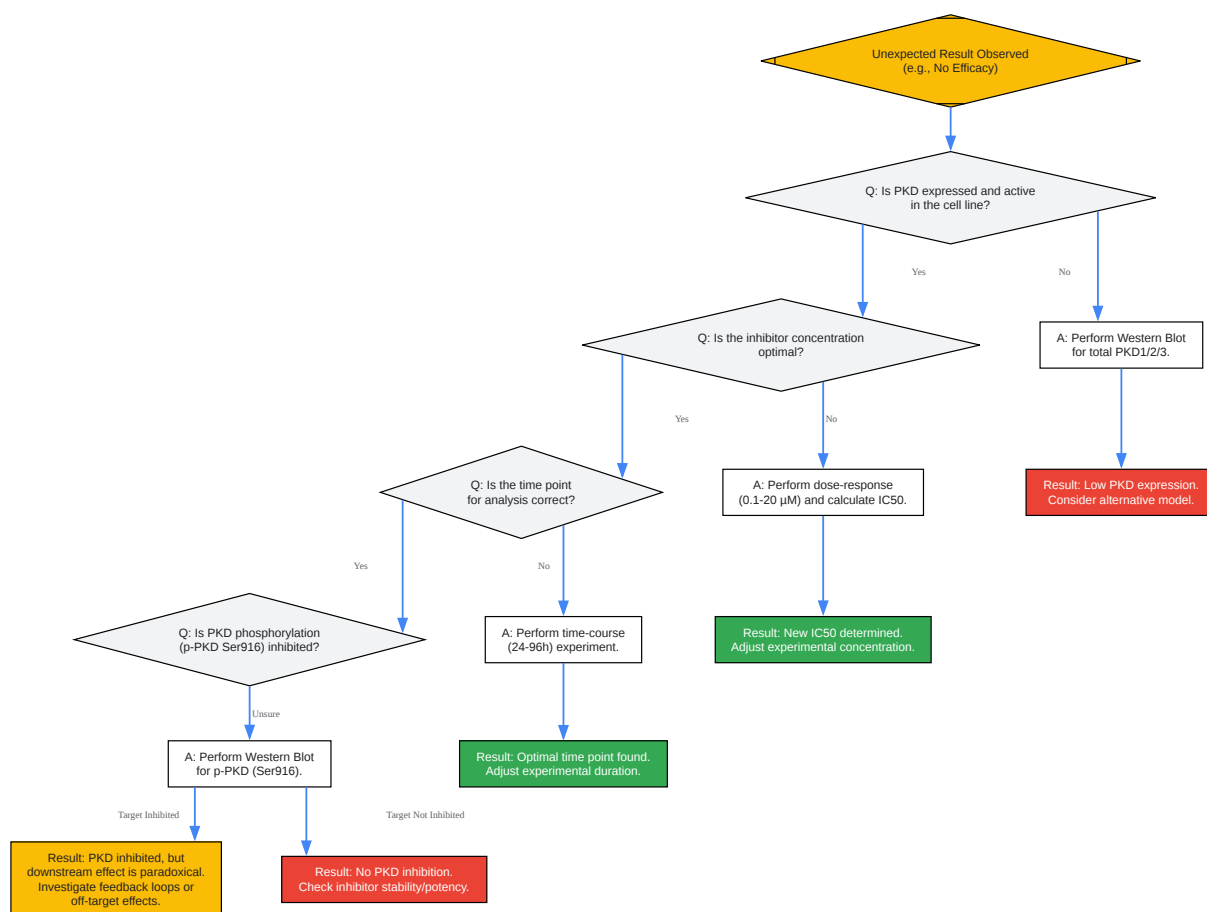 Unexpected Result Observed
(e.g., No Efficacy)
Q: Is PKD expressed and active
in the cell line?
Yes
No
Q: Is the inhibitor concentration
optimal?
A: Perform Western Blot
for total PKD1/2/3.
Yes
No
Q: Is the time point
for analysis correct?
A: Perform dose-response
(0.1-20 µM) and calculate IC50.
Result: Low PKD expression.
Consider alternative model.
Yes
No
Q: Is PKD phosphorylation
(p-PKD Ser916) inhibited?
A: Perform time-course
(24-96h) experiment.
Result: New IC50 determined.
Adjust experimental concentration.
Unsure
A: Perform Western Blot
for p-PKD (Ser916).
Result: Optimal time point found.
Adjust experimental duration.
Target Inhibited
Target Not Inhibited
Result: PKD inhibited, but
downstream effect is paradoxical.
Investigate feedback loops or
off-target effects.
Result: No PKD inhibition.
Check inhibitor stability/potency.